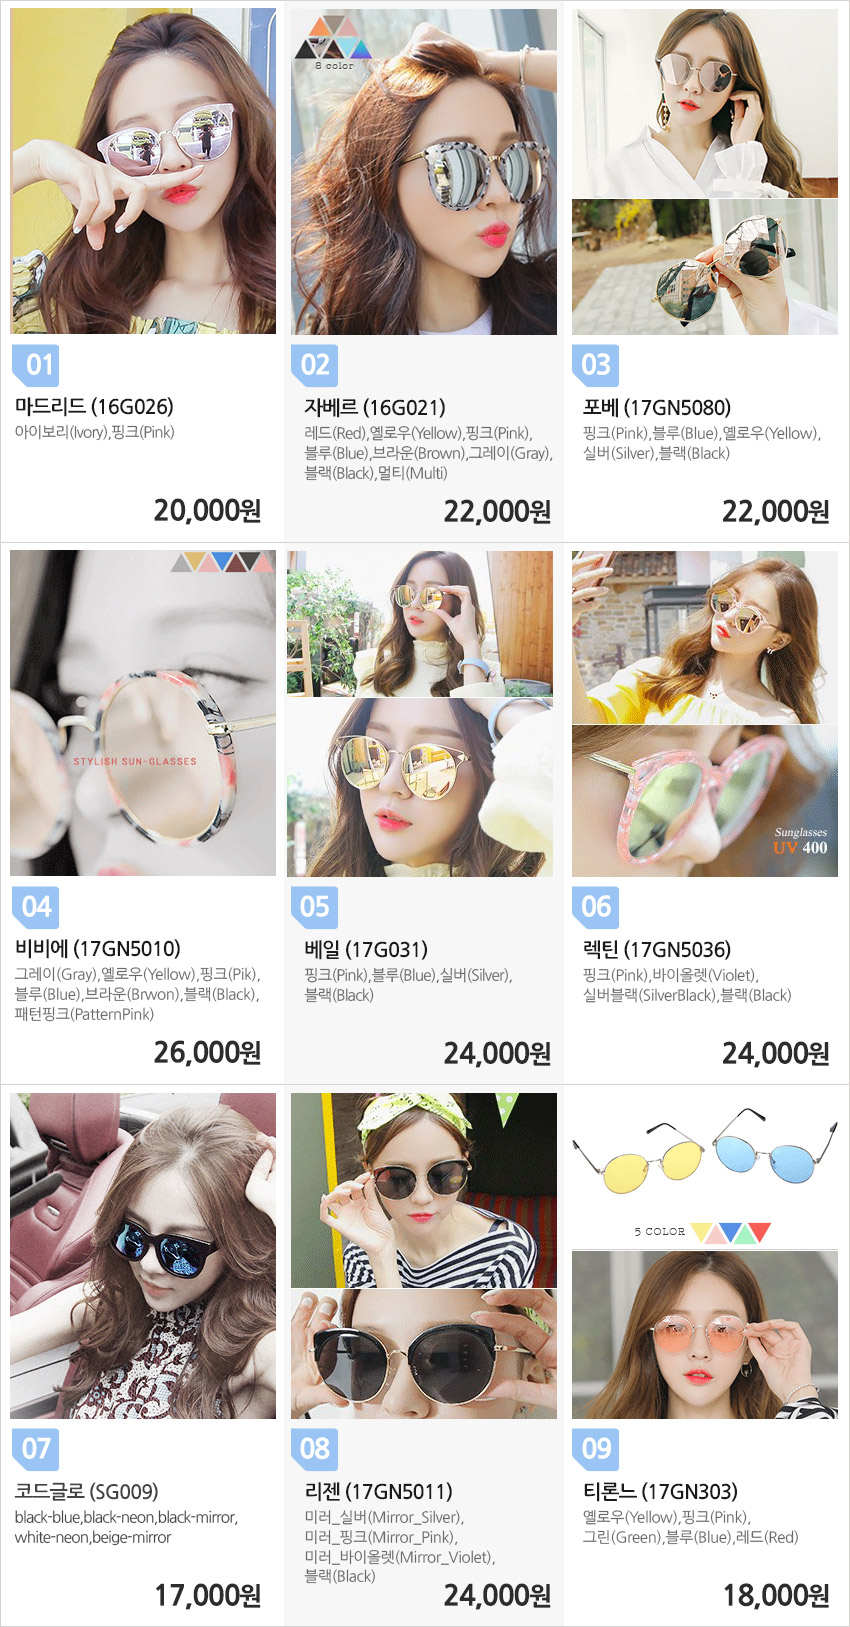 8 color
01
마드리드 (16G026)
아이보리(Ivory),핑크(Pink)
20,000원
02
자베르 (16G021)
레드(Red),옐로우(Yellow),핑크(Pink),
블루(Blue),브라운(Brown),그레이(Gray),
블랙(Black),멀티(Multi)
22,000원
03
포베 (17GN5080)
핑크(Pink),블루(Blue),옐로우(Yellow),
실버(Silver),블랙(Black)
22,000원
STYLISH SUN-GLASSES
04
비비에 (17GN5010)
그레이(Gray),옐로우(Yellow),핑크(Pik),
블루(Blue),브라운(Brwon),블랙(Black),
패턴핑크(PatternPink)
26,000원
05
베일 (17G031)
핑크(Pink),블루(Blue),실버(Silver),
블랙(Black)
24,000원
Sunglasses
UV 400
06
렉틴 (17GN5036)
핑크(Pink),바이올렛(Violet),
실버블랙(SilverBlack),블랙(Black)
24,000원
07
코드글로 (SG009)
black-blue,black-neon,black-mirror,
white-neon,beige-mirror
17,000원
08
리젠 (17GN5011)
미러_실버(Mirror_Silver),
미러_핑크(Mirror_Pink),
미러_바이올렛(Mirror_Violet),
블랙(Black)
24,000원
5 COLOR
09
티론느 (17GN303)
옐로우(Yellow),핑크(Pink),
그린(Green),블루(Blue),레드(Red)
18,000원